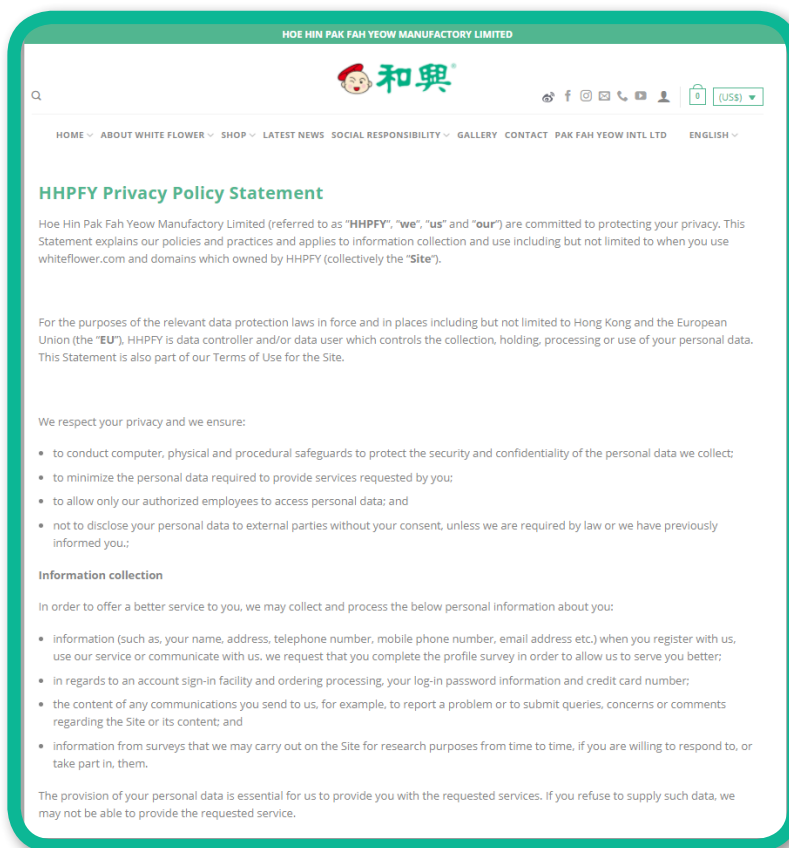 HOE HIN PAK FAH YEOW MANUFACTORY LIMITED
和興
0
(US$)
HOME ABOUT WHITE FLOWER SHOP LATEST NEWS SOCIAL RESPONSIBILITY GALLERY CONTACT PAK FAH YEOW INTL LTD ENGLISH
HHPFY Privacy Policy Statement
Hoe Hin Pak Fah Yeow Manufactory Limited (referred to as "HHPFY", "we", "us" and "our") are committed to protecting your privacy. This
Statement explains our policies and practices and applies to information collection and use including but not limited to when you use
whiteflower.com and domains which owned by HHPFY (collectively the "Site").
For the purposes of the relevant data protection laws in force and in places including but not limited to Hong Kong and the European
Union (the "EU"), HHPFY is data controller and/or data user which controls the collection, holding, processing or use of your personal data.
This Statement is also part of our Terms of Use for the Site.
We respect your privacy and we ensure:
• to conduct computer, physical and procedural safeguards to protect the security and confidentiality of the personal data we collect;
• to minimize the personal data required to provide services requested by you;
• to allow only our authorized employees to access personal data; and
• not to disclose your personal data to external parties without your consent, unless we are required by law or we have previously
informed you.;
Information collection
In order to offer a better service to you, we may collect and process the below personal information about you:
• information (such as, your name, address, telephone number, mobile phone number, email address etc.) when you register with us,
use our service or communicate with us. we request that you complete the profile survey in order to allow us to serve you better;
• in regards to an account sign-in facility and ordering processing, your log-in password information and credit card number;
• the content of any communications you send to us, for example, to report a problem or to submit queries, concerns or comments
regarding the Site or its content; and
• information from surveys that we may carry out on the Site for research purposes from time to time, if you are willing to respond to, or
take part in, them.
The provision of your personal data is essential for us to provide you with the requested services. If you refuse to supply such data, we
may not be able to provide the requested service.